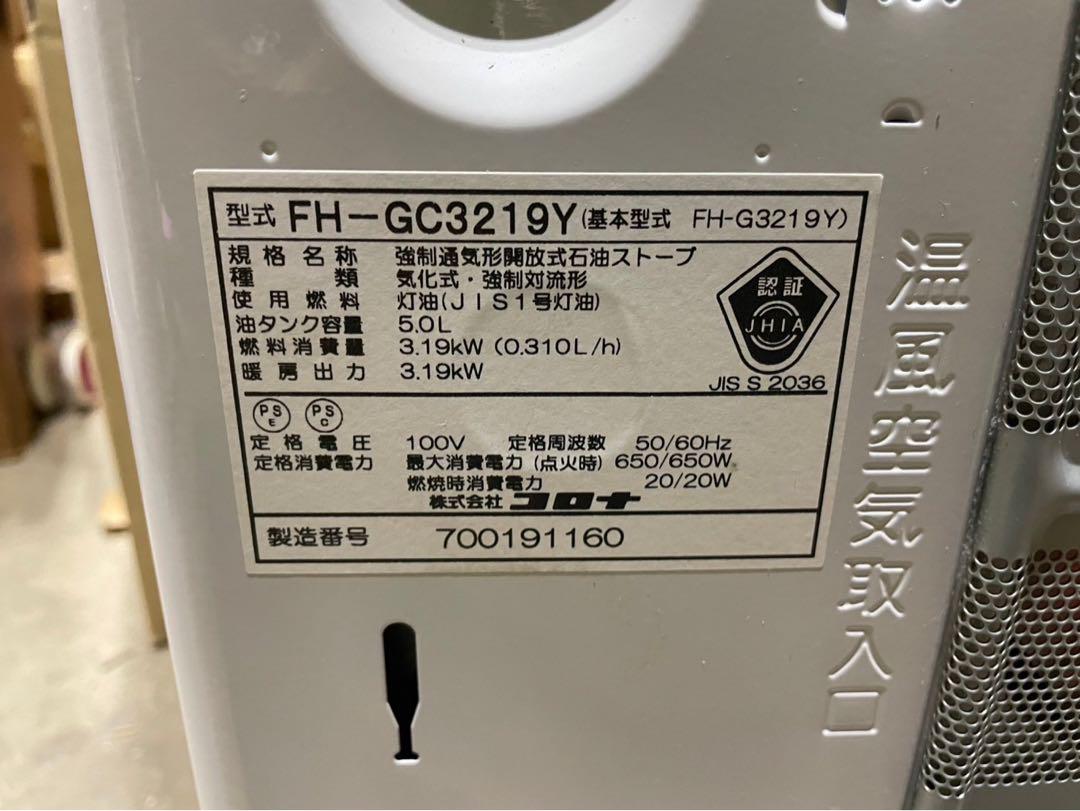 型式 FH-GC3219Y(基本型式 FH-G3219Y)
規格名称 強制通気形開放式石油ストーブ
種類 気化式・強制対流形
使用燃料 灯油(JIS1号灯油)
油タンク容量 5.0L
燃料消費量 3.19kW (0.310L/h)
暖房出力 3.19kW
認証
JHIA
JIS S 2036
PS E PS C
定格電圧 100V 定格周波数 50/60Hz
定格消費電力 最大消費電力(点火時) 650/650W
燃焼時消費電力 20/20W
株式会社 コロナ
製造番号 700191160
温風空気取入口